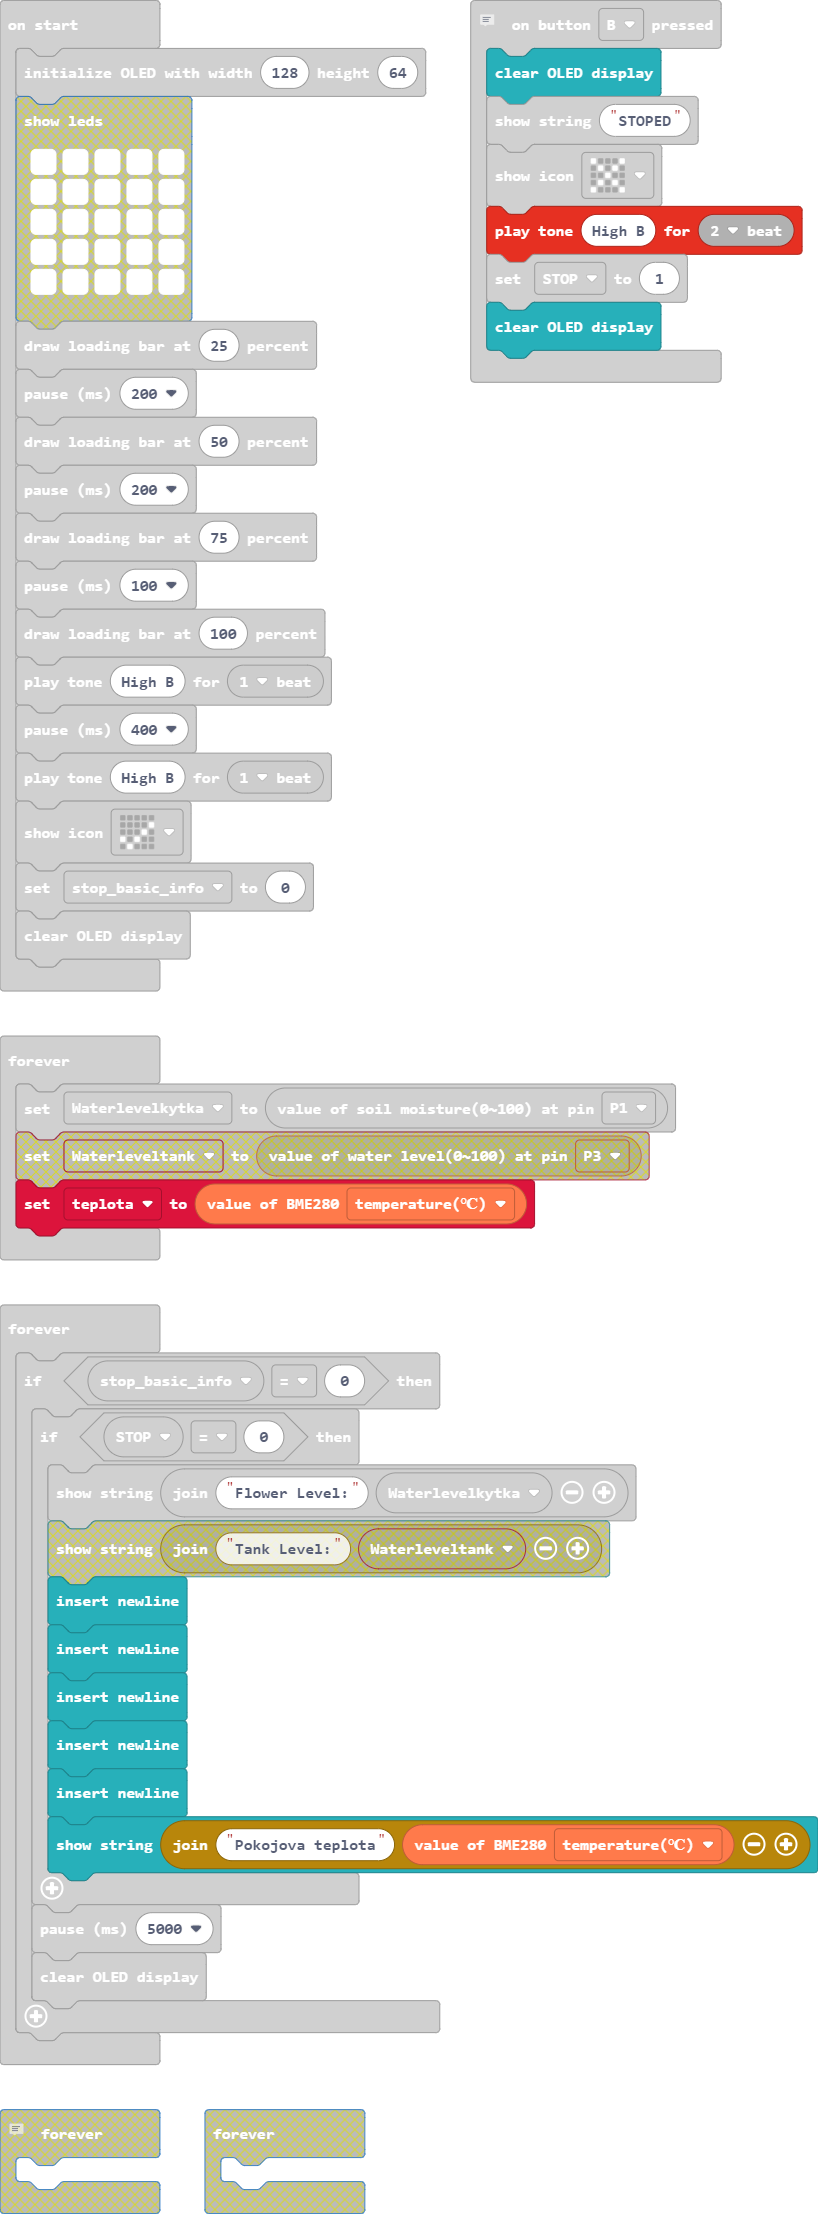 on start
initialize OLED with width 128 height 64
show leds
draw loading bar at 25 percent
pause (ms) 200
draw loading bar at 50 percent
pause (ms) 200
draw loading bar at 75 percent
pause (ms) 100
draw loading bar at 100 percent
play tone High B for 1 beat
pause (ms) 400
play tone High B for 1 beat
show icon
set stop_basic_info to 0
clear OLED display
on button B pressed
clear OLED display
show string "STOPED"
show icon
play tone High B for 2 beat
set STOP to 1
clear OLED display
forever
set Waterlevelkytka to value of soil moisture(0~100) at pin P1
set Waterleveltank to value of water level(0~100) at pin P3
set teplota to value of BME280 temperature(℃)
forever
if stop_basic_info = 0 then
if STOP = 0 then
show string join "Flower Level:" Waterlevelkytka
show string join "Tank Level:" Waterleveltank
insert newline
insert newline
insert newline
insert newline
insert newline
show string join "Pokojova teplota" value of BME280 temperature(℃)
pause (ms) 5000
clear OLED display
forever
forever